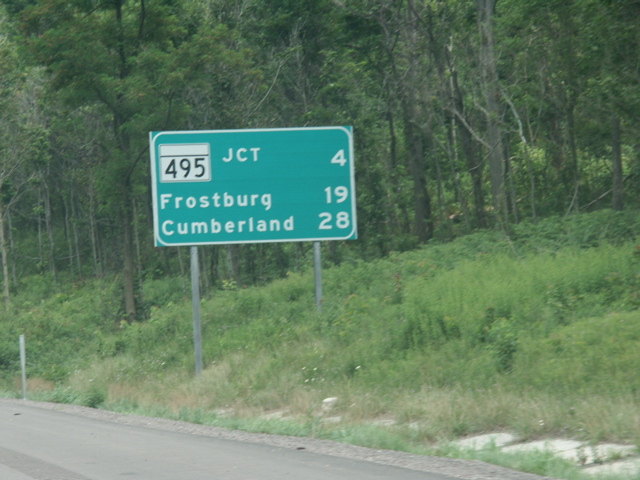 495 JCT 4
Frostburg 19
Cumberland 28